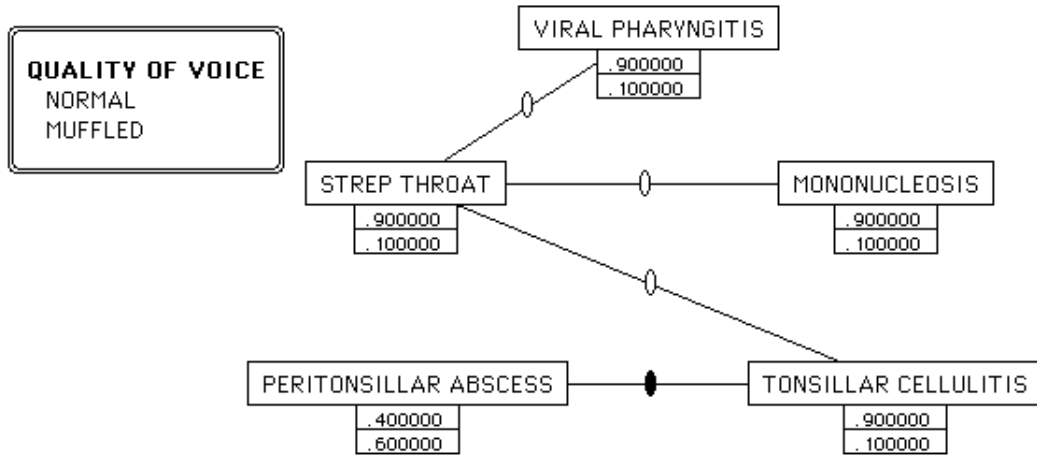 VIRAL PHARYNGITIS
.900000
.100000
QUALITY OF VOICE
NORMAL
MUFFLED
STREP THROAT
.900000
.100000
MONONUCLEOSIS
.900000
.100000
PERITONSILLAR ABSCESS
.400000
.600000
TONSILLAR CELLULITIS
.900000
.100000